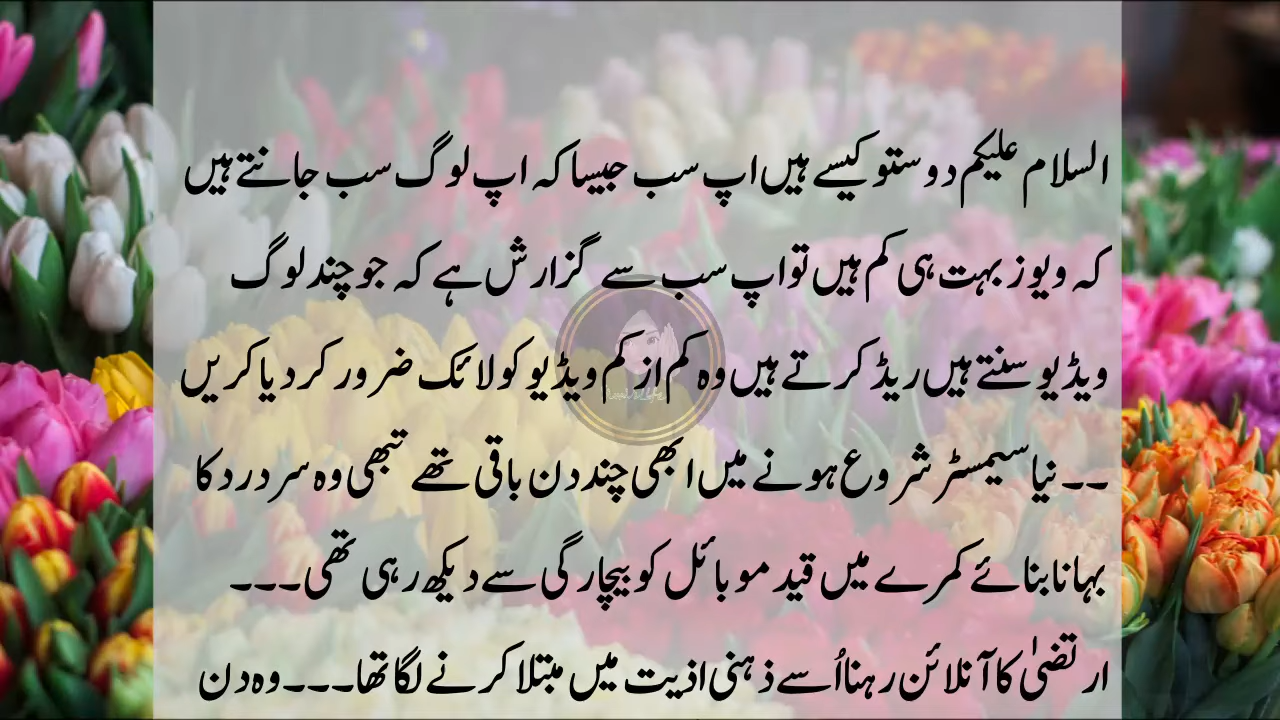 السلام علیکم دوستو کیسے ہیں اپ سب جیسا کہ اپ لوگ سب جانتے ہیں
کہ ویوز بہت ہی کم ہیں تو اپ سب سے گزارش ہے کہ جو چند لوگ
ویڈیو سنتے ہیں ریڈ کرتے ہیں وہ کم از کم ویڈیو کو لائک ضرور کر دیا کریں
۔۔نیا سیمسٹر شروع ہونے میں ابھی چند دن باقی تھے تبھی وہ سر درد کا
بہانا بنائے کمرے میں قید موبائل کو بیچارگی سے دیکھ رہی تھی۔۔۔
ارتضیٰ کا آنلائن رہنا اُسے ذہنی اذیت میں مبتلا کرنے لگا تھا۔۔۔۔وہ دن